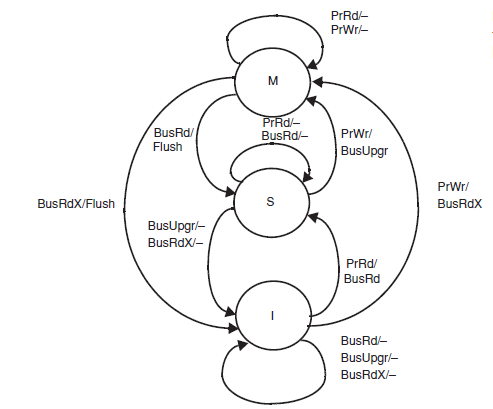 PrRd/–
PrWr/–
M
BusRd/
Flush
PrRd/–
BusRd/–
PrWr/
BusUpgr
BusRdX/Flush
S
PrWr/
BusRdX
BusUpgr/–
BusRdX/–
PrRd/
BusRd
I
BusRd/–
BusUpgr/–
BusRdX/–